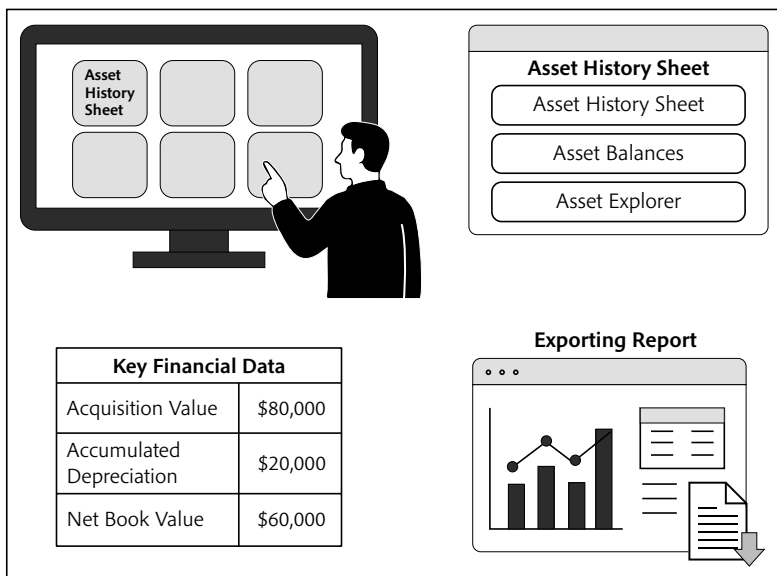 Asset
History
Sheet
Asset History Sheet
Asset History Sheet
Asset Balances
Asset Explorer
Key Financial Data
Acquisition Value $80,000
Accumulated
Depreciation $20,000
Net Book Value $60,000
Exporting Report